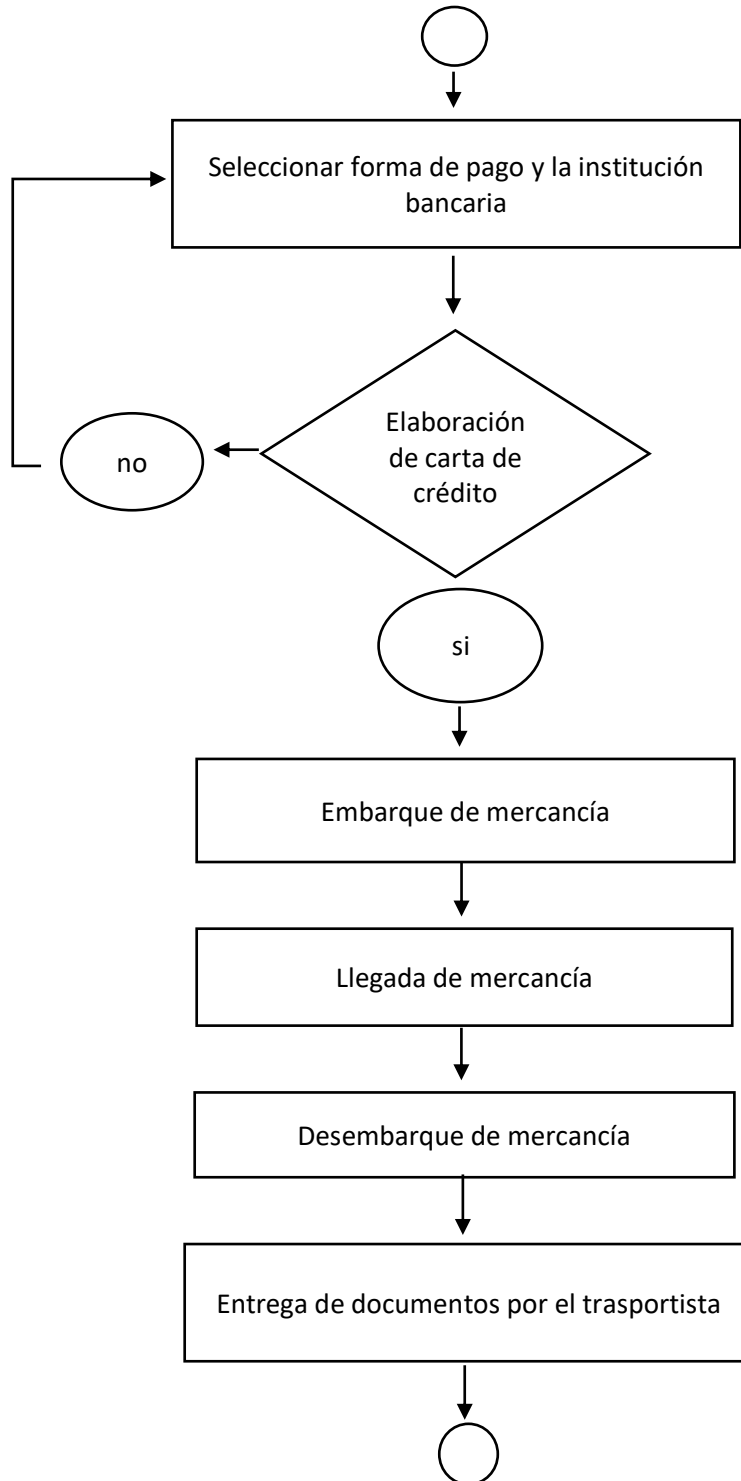 Seleccionar forma de pago y la institución
bancaria
Elaboración
de carta de
crédito
no
si
Embarque de mercancía
Llegada de mercancía
Desembarque de mercancía
Entrega de documentos por el trasportista